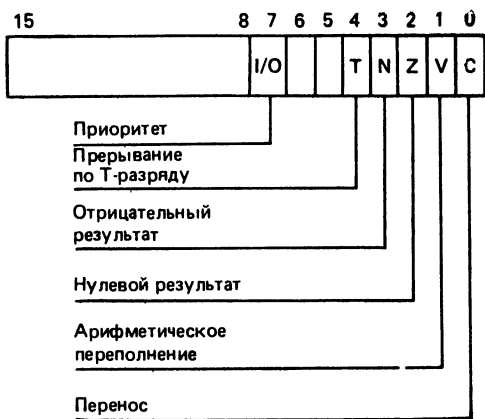 15 8 7 6 5 4 3 2 1 0
I/O T N Z V C
Приоритет
Прерывание
по Т-разряду
Отрицательный
результат
Нулевой результат
Арифметическое
переполнение
Перенос